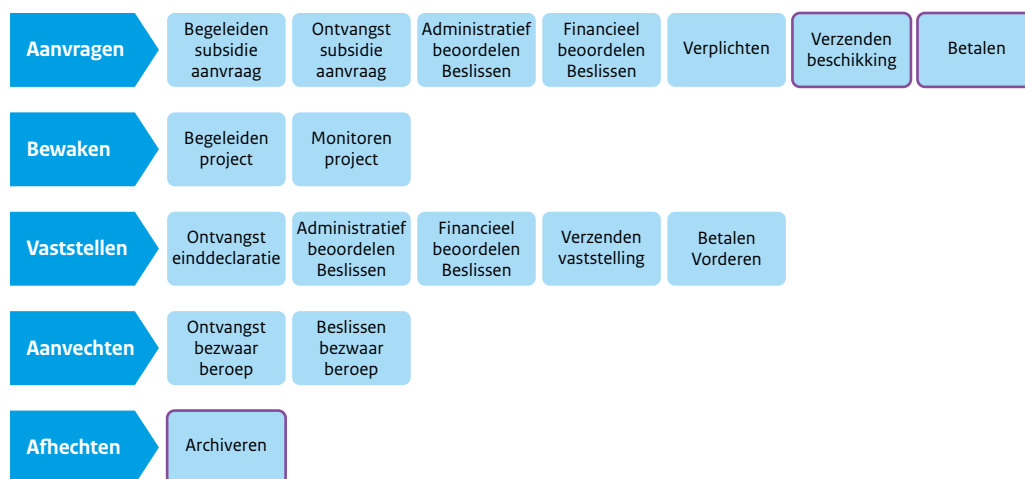 Aanvragen
Begeleiden
subsidie
aanvraag
Ontvangst
subsidie
aanvraag
Administratief
beoordelen
Beslissen
Financieel
beoordelen
Beslissen
Verplichten
Verzenden
beschikking
Betalen
Bewaken
Begeleiden
project
Monitoren
project
Vaststellen
Ontvangst
einddeclaratie
Administratief
beoordelen
Beslissen
Financieel
beoordelen
Beslissen
Verzenden
vaststelling
Betalen
Vorderen
Aanvechten
Ontvangst
bezwaar
beroep
Beslissen
bezwaar
beroep
Afhechten
Archiveren